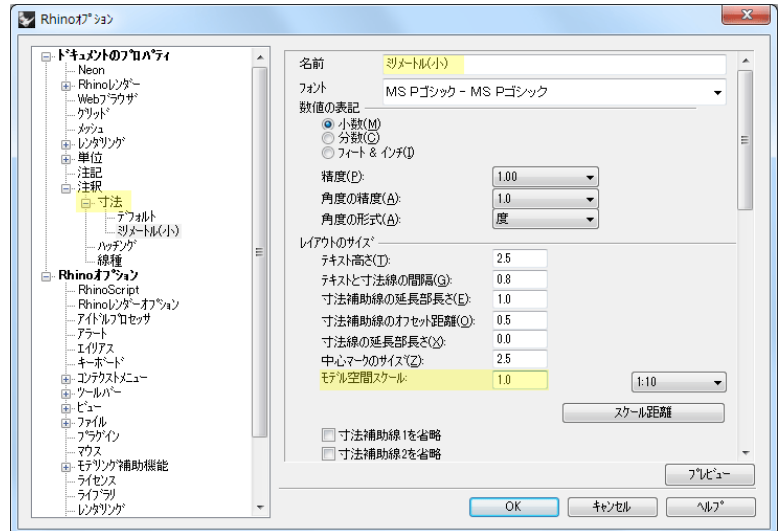 Rhinoオプション
ドキュメントのプロパティ
Neon
Rhinoレンダー
Webブラウザ
グリッド
メッシュ
レンダリング
単位
注記
注釈
寸法
デフォルト
ミリメートル(小)
ハッチング
線種
Rhinoオプション
RhinoScript
Rhinoレンダーオプション
アイドルプロセッサ
アラート
エイリアス
キーボード
コンテクストメニュー
ツールバー
ビュー
ファイル
プラグイン
マウス
モデリング補助機能
ライセンス
ライブラリ
レンダリング
名前 ミリメートル(小)
フォント MS Pゴシック - MS Pゴシック
数値の表記
小数(M)
分数(C)
フィート & インチ(I)
精度(P): 1.00
角度の精度(A): 1.0
角度の形式(A): 度
レイアウトのサイズ
テキスト高さ(T): 2.5
テキストと寸法線の間隔(G): 0.8
寸法補助線の延長部長さ(E): 1.0
寸法補助線のオフセット距離(O): 0.5
寸法線の延長部長さ(X): 0.0
中心マークのサイズ(Z): 2.5
モデル空間スケール: 1.0 1:10
スケール距離
寸法補助線1を省略
寸法補助線2を省略
プレビュー
OK キャンセル ヘルプ